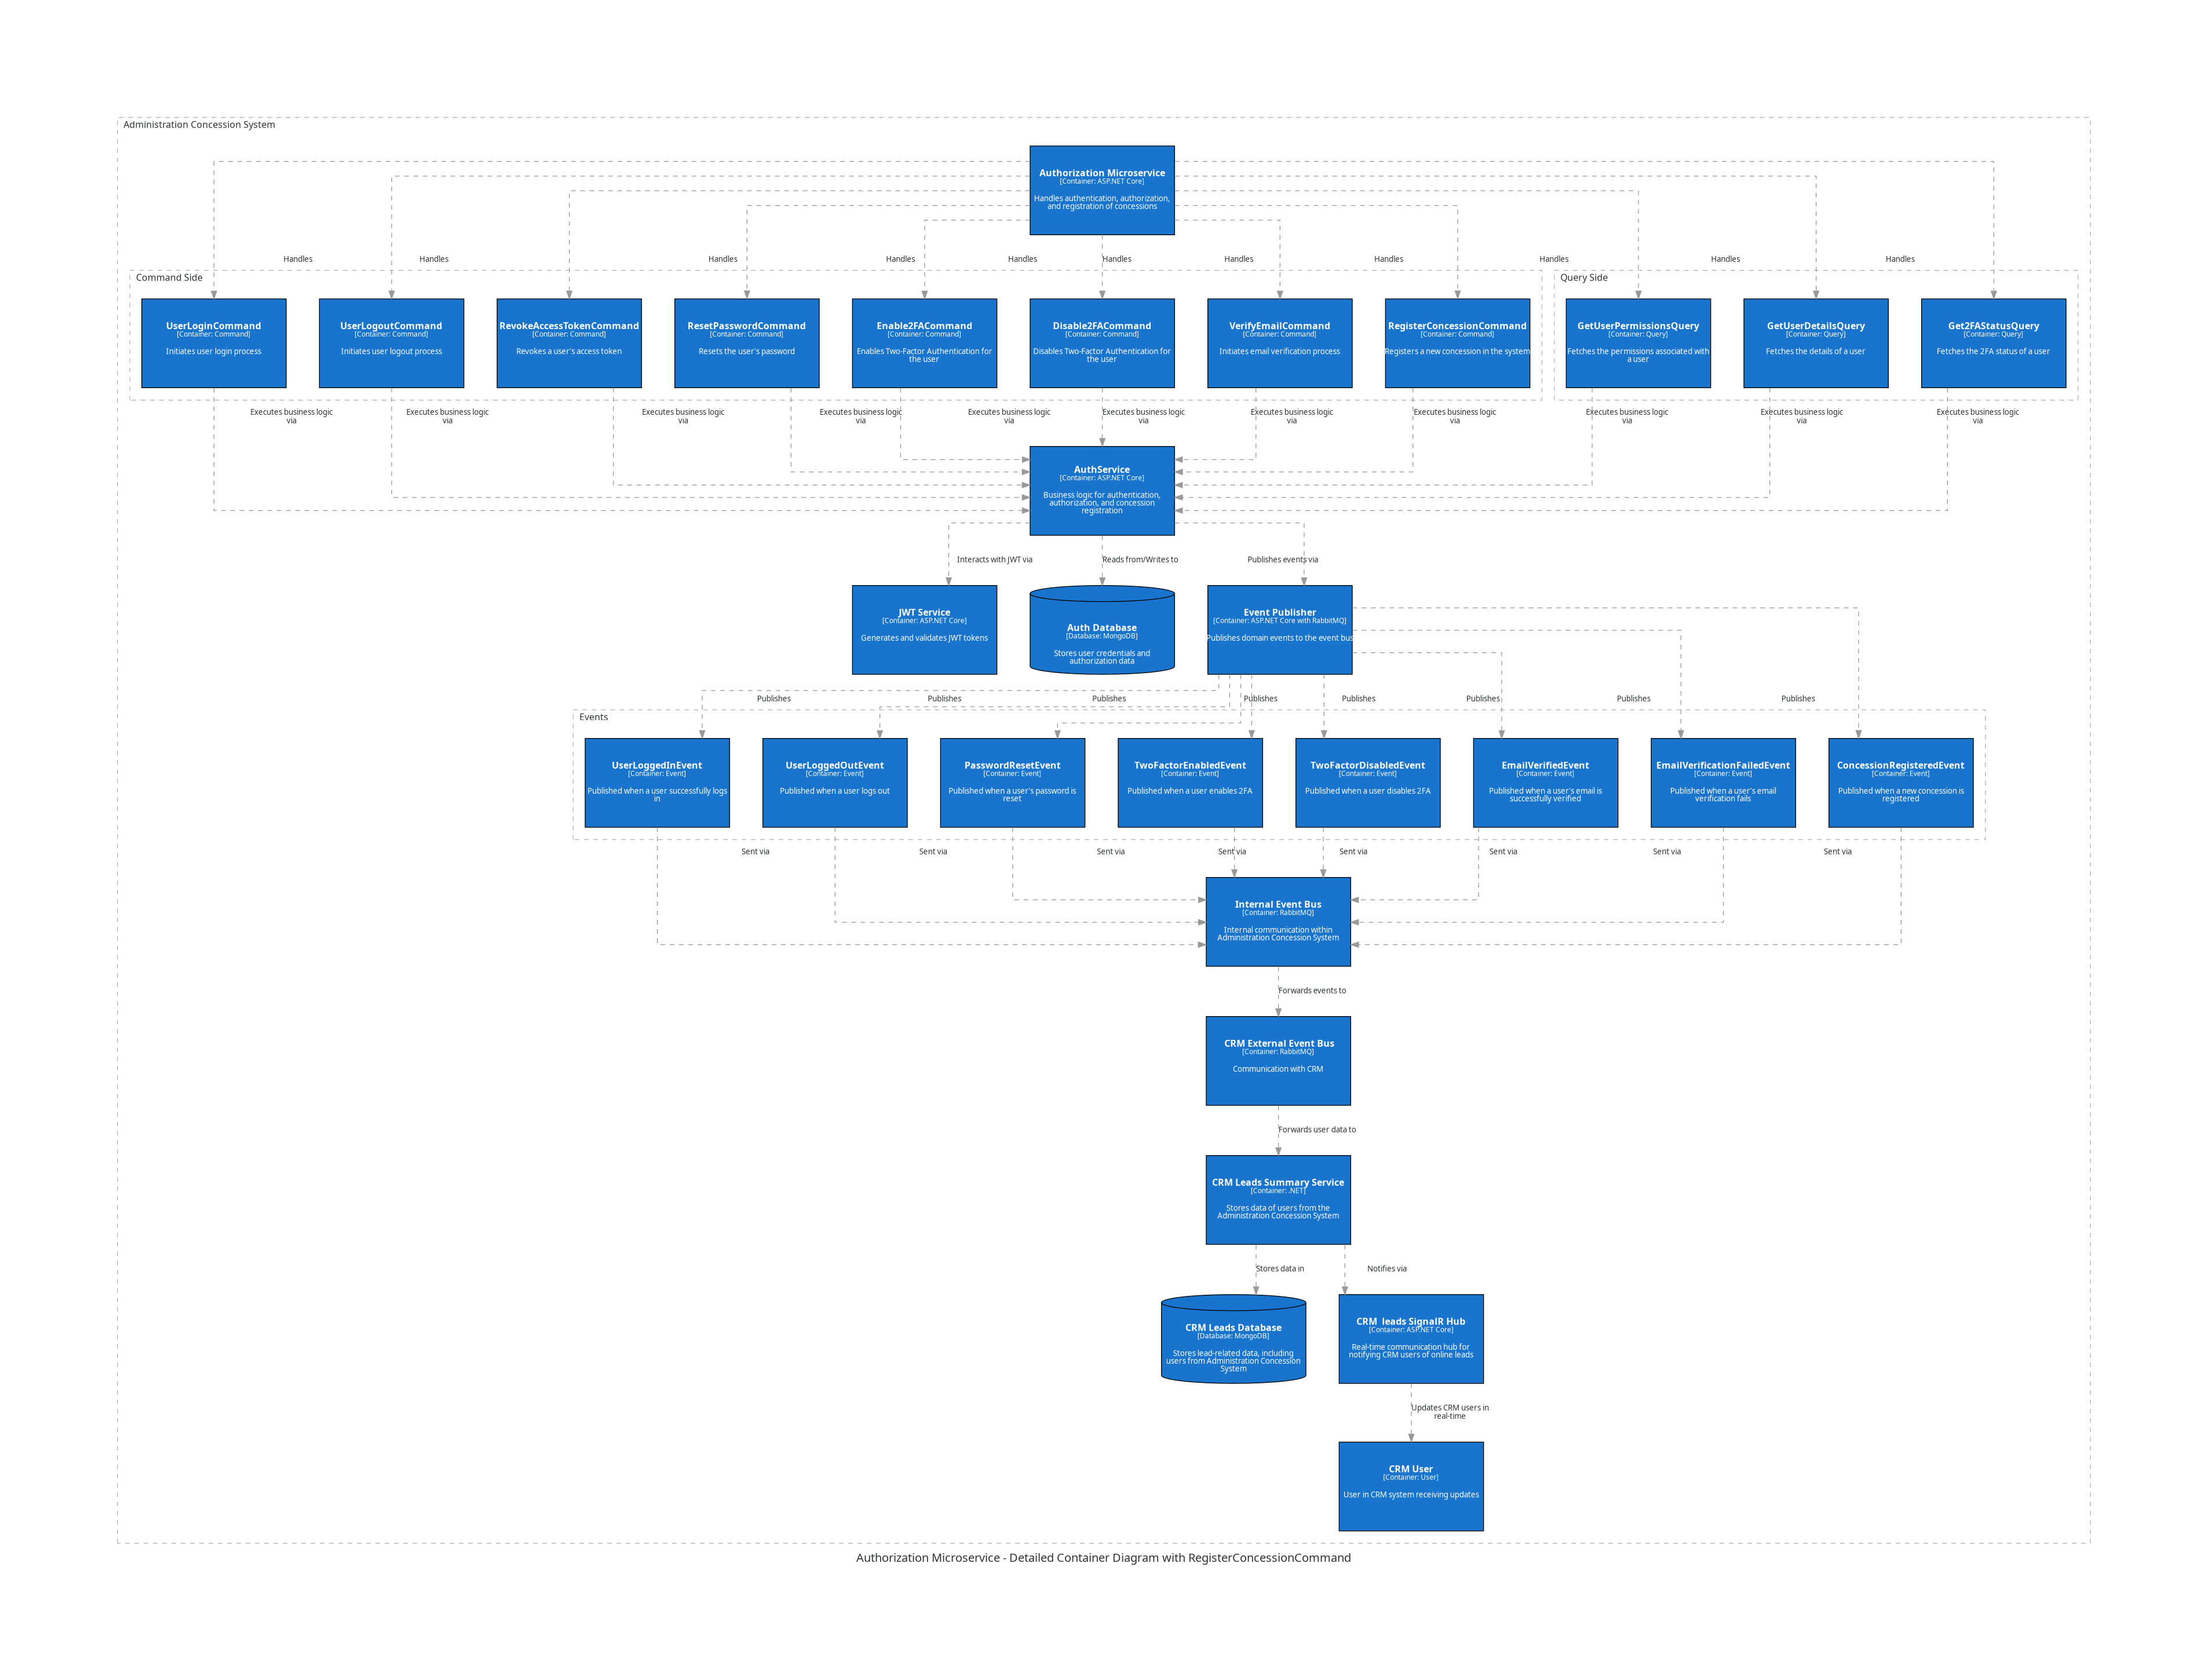 Administration Concession System
Authorization Microservice
[Container: ASP.NET Core]
Handles authentication, authorization,
and registration of concessions
Handles
Handles
Handles
Handles
Handles
Handles
Handles
Handles
Handles
Handles
Handles
Command Side
Query Side
UserLoginCommand
[Container: Command]
Initiates user login process
UserLogoutCommand
[Container: Command]
Initiates user logout process
RevokeAccessTokenCommand
[Container: Command]
Revokes a user's access token
ResetPasswordCommand
[Container: Command]
Resets the user's password
Enable2FACommand
[Container: Command]
Enables Two-Factor Authentication for
the user
Disable2FACommand
[Container: Command]
Disables Two-Factor Authentication for
the user
VerifyEmailCommand
[Container: Command]
Initiates email verification process
RegisterConcessionCommand
[Container: Command]
Registers a new concession in the system
GetUserPermissionsQuery
[Container: Query]
Fetches the permissions associated with
a user
GetUserDetailsQuery
[Container: Query]
Fetches the details of a user
Get2FAStatusQuery
[Container: Query]
Fetches the 2FA status of a user
Executes business logic
via
Executes business logic
via
Executes business logic
via
Executes business logic
via
Executes business logic
via
Executes business logic
via
Executes business logic
via
Executes business logic
via
Executes business logic
via
Executes business logic
via
Executes business logic
via
AuthService
[Container: ASP.NET Core]
Business logic for authentication,
authorization, and concession
registration
Interacts with JWT via
Reads from/Writes to
Publishes events via
JWT Service
[Container: ASP.NET Core]
Generates and validates JWT tokens
Auth Database
[Database: MongoDB]
Stores user credentials and
authorization data
Event Publisher
[Container: ASP.NET Core with RabbitMQ]
Publishes domain events to the event bus
Publishes
Publishes
Publishes
Publishes
Publishes
Publishes
Publishes
Publishes
Events
UserLoggedInEvent
[Container: Event]
Published when a user successfully logs
in
UserLoggedOutEvent
[Container: Event]
Published when a user logs out
PasswordResetEvent
[Container: Event]
Published when a user's password is
reset
TwoFactorEnabledEvent
[Container: Event]
Published when a user enables 2FA
TwoFactorDisabledEvent
[Container: Event]
Published when a user disables 2FA
EmailVerifiedEvent
[Container: Event]
Published when a user's email is
successfully verified
EmailVerificationFailedEvent
[Container: Event]
Published when a user's email
verification fails
ConcessionRegisteredEvent
[Container: Event]
Published when a new concession is
registered
Sent via
Sent via
Sent via
Sent via
Sent via
Sent via
Sent via
Sent via
Internal Event Bus
[Container: RabbitMQ]
Internal communication within
Administration Concession System
Forwards events to
CRM External Event Bus
[Container: RabbitMQ]
Communication with CRM
Forwards user data to
CRM Leads Summary Service
[Container: .NET]
Stores data of users from the
Administration Concession System
Stores data in
Notifies via
CRM Leads Database
[Database: MongoDB]
Stores lead-related data, including
users from Administration Concession
System
CRM  leads SignalR Hub
[Container: ASP.NET Core]
Real-time communication hub for
notifying CRM users of online leads
Updates CRM users in
real-time
CRM User
[Container: User]
User in CRM system receiving updates
Authorization Microservice - Detailed Container Diagram with RegisterConcessionCommand